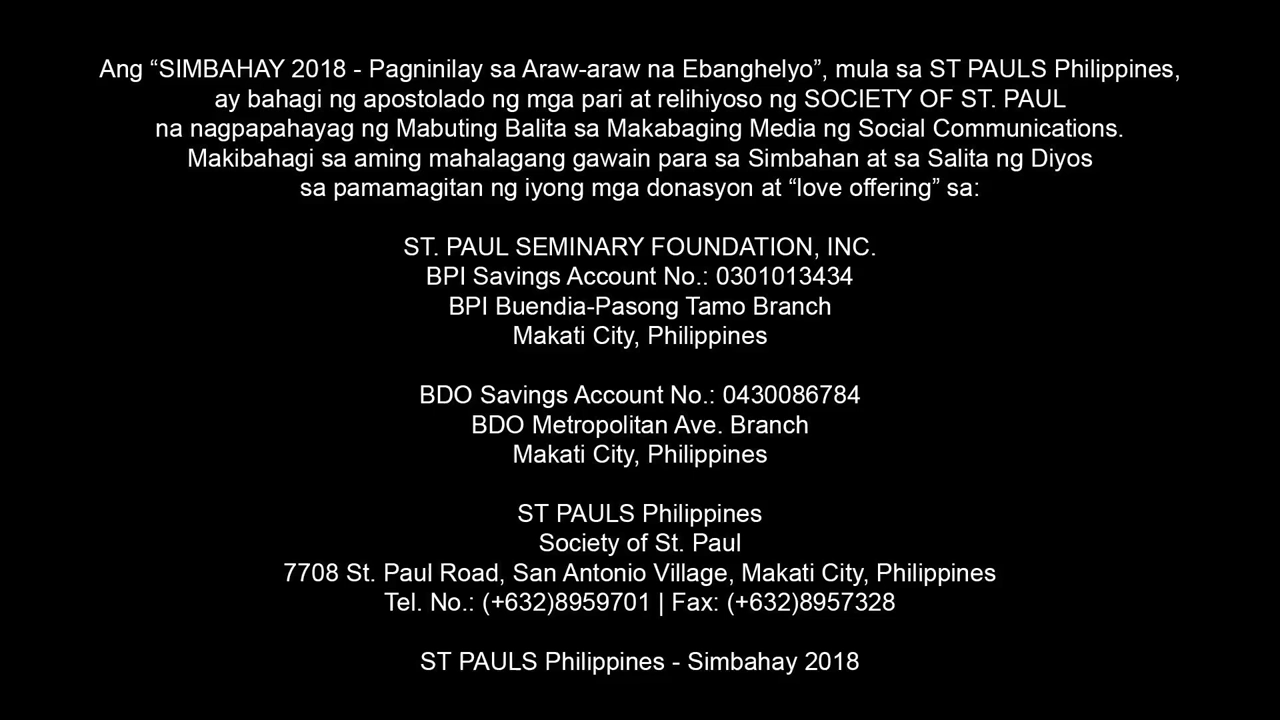 Ang “SIMBAHAY 2018 - Pagninilay sa Araw-araw na Ebanghelyo”, mula sa ST PAULS Philippines,
ay bahagi ng apostolado ng mga pari at relihiyoso ng SOCIETY OF ST. PAUL
na nagpapahayag ng Mabuting Balita sa Makabaging Media ng Social Communications.
Makibahagi sa aming mahalagang gawain para sa Simbahan at sa Salita ng Diyos
sa pamamagitan ng iyong mga donasyon at “love offering” sa:
ST. PAUL SEMINARY FOUNDATION, INC.
BPI Savings Account No.: 0301013434
BPI Buendia-Pasong Tamo Branch
Makati City, Philippines
BDO Savings Account No.: 0430086784
BDO Metropolitan Ave. Branch
Makati City, Philippines
ST PAULS Philippines
Society of St. Paul
7708 St. Paul Road, San Antonio Village, Makati City, Philippines
Tel. No.: (+632)8959701 | Fax: (+632)8957328
ST PAULS Philippines - Simbahay 2018